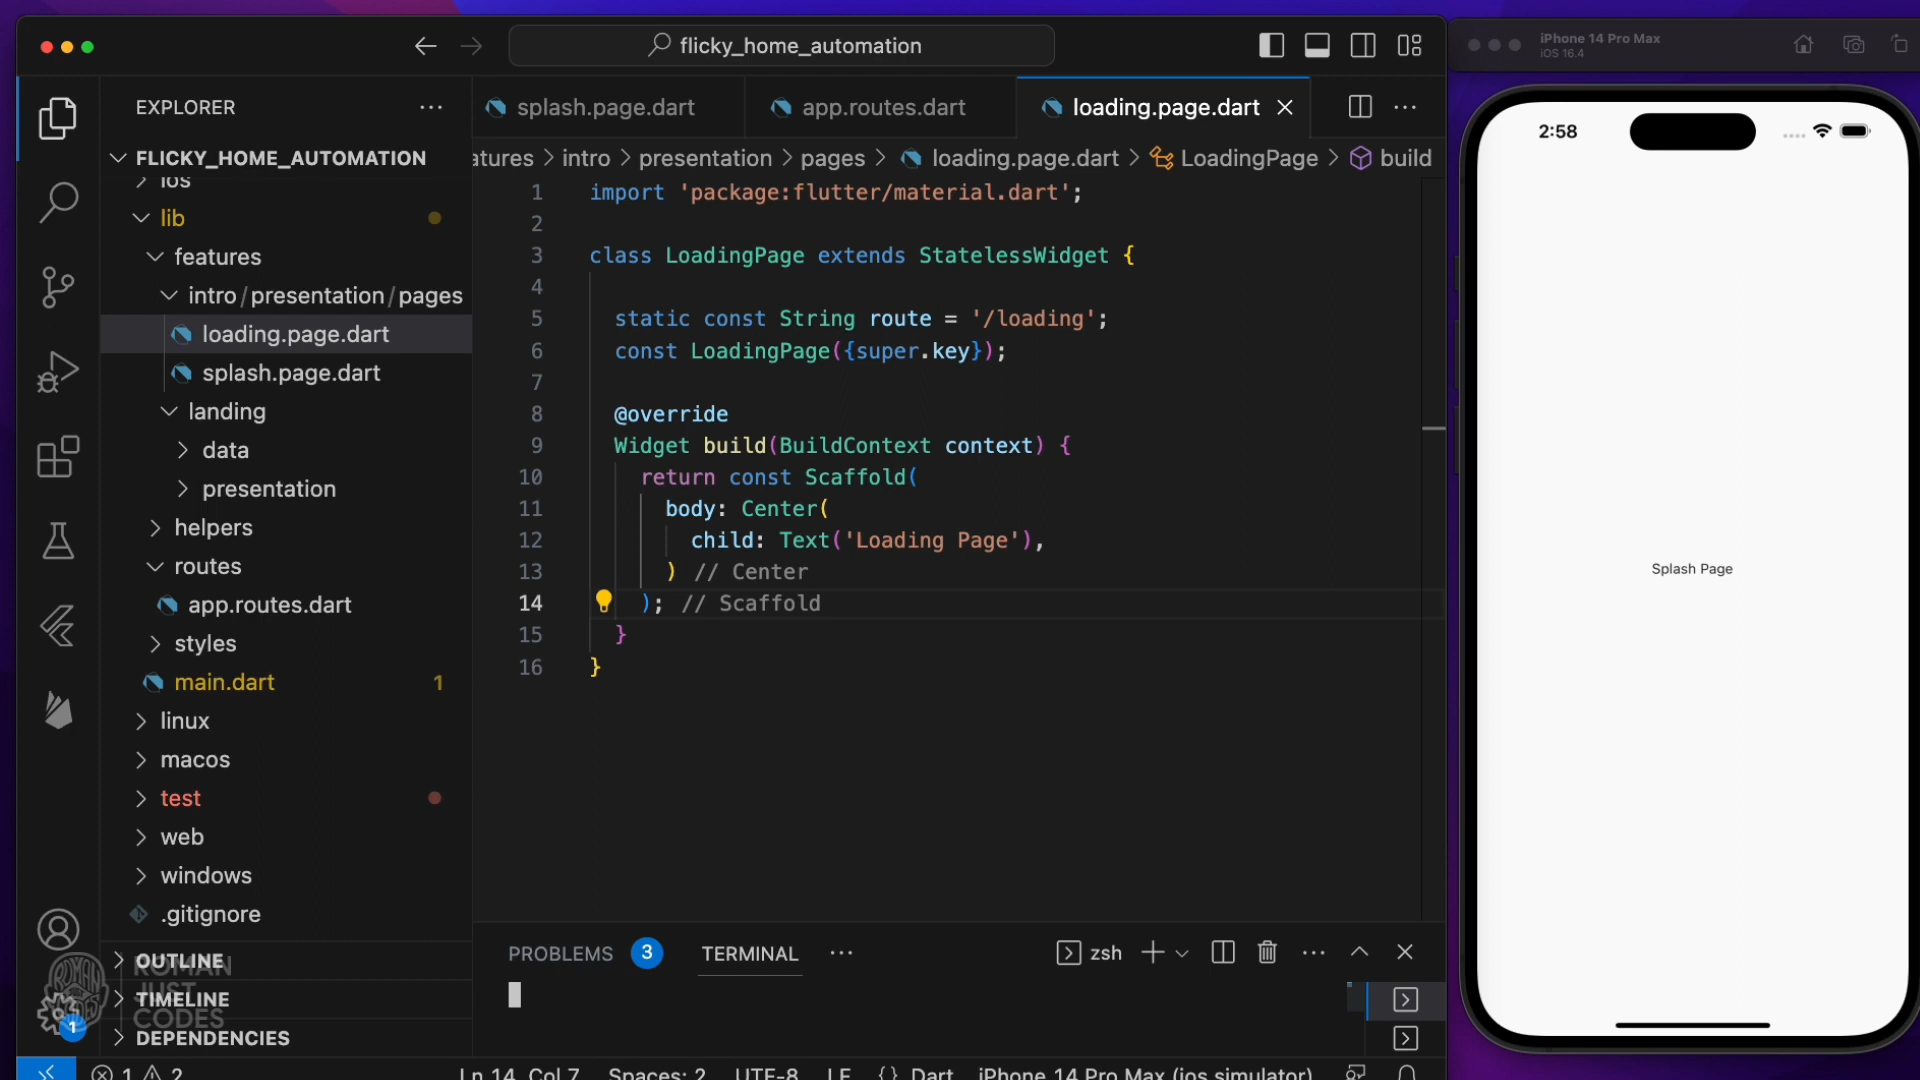 flicky_home_automation
iPhone 14 Pro Max
iOS 16.4
EXPLORER
splash.page.dart
app.routes.dart
loading.page.dart
FLICKY_HOME_AUTOMATION
atures > intro > presentation > pages > loading.page.dart > LoadingPage > build
2:58
ios
lib
features
intro/presentation/pages
loading.page.dart
splash.page.dart
landing
data
presentation
helpers
routes
app.routes.dart
styles
main.dart 1
linux
macos
test
web
windows
.gitignore
OUTLINE
TIMELINE
DEPENDENCIES
ROMAN
JUST
CODES
1
1 import 'package:flutter/material.dart';
2
3 class LoadingPage extends StatelessWidget {
4
5 static const String route = '/loading';
6 const LoadingPage({super.key});
7
8 @override
9 Widget build(BuildContext context) {
10 return const Scaffold(
11 body: Center(
12 child: Text('Loading Page'),
13 ) // Center
14 ); // Scaffold
15 }
16 }
Splash Page
PROBLEMS 3 TERMINAL
zsh
1 2
Ln 14, Col 7 Spaces: 2 UTF-8 LF {} Dart iPhone 14 Pro Max (ios simulator)